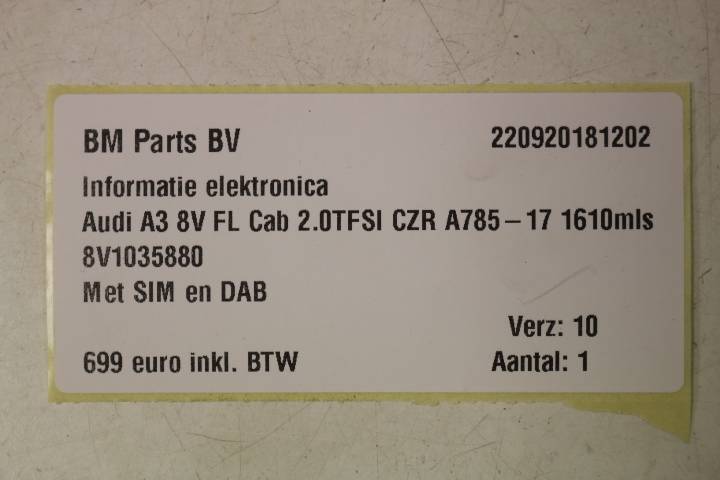 BM Parts BV 220920181202
Informatie elektronica
Audi A3 8V FL Cab 2.0TFSI CZR A785-17 1610mls
8V1035880
Met SIM en DAB
Verz: 10
699 euro inkl. BTW Aantal: 1